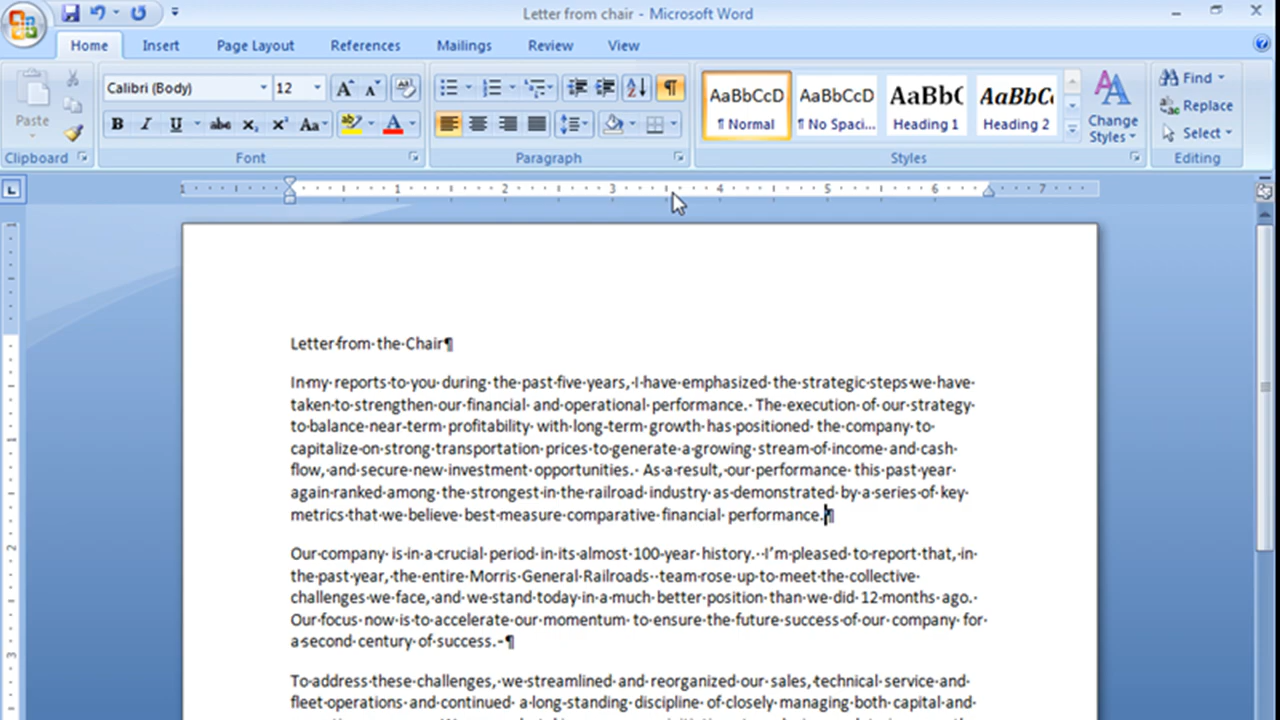 Letter from chair - Microsoft Word
Home Insert Page Layout References Mailings Review View
Calibri (Body) 12
AaBbCcD AaBbCcD AaBbC AaBbCc
¶ Normal ¶ No Spaci... Heading 1 Heading 2
Paste
Change
Styles
Find
Replace
Select
Clipboard Font Paragraph Styles Editing
1 1 2 3 4 5 6 7
Letter from the Chair¶
In my reports to you during the past five years, I have emphasized the strategic steps we have
taken to strengthen our financial and operational performance. The execution of our strategy
to balance near-term profitability with long-term growth has positioned the company to
capitalize on strong transportation prices to generate a growing stream of income and cash
flow, and secure new investment opportunities. As a result, our performance this past year
again ranked among the strongest in the railroad industry as demonstrated by a series of key
metrics that we believe best measure comparative financial performance.¶
Our company is in a crucial period in its almost 100-year history. I'm pleased to report that, in
the past year, the entire Morris General Railroads team rose up to meet the collective
challenges we face, and we stand today in a much better position than we did 12 months ago.
Our focus now is to accelerate our momentum to ensure the future success of our company for
a second century of success. ¶
To address these challenges, we streamlined and reorganized our sales, technical service and
fleet operations and continued a long-standing discipline of closely managing both capital and